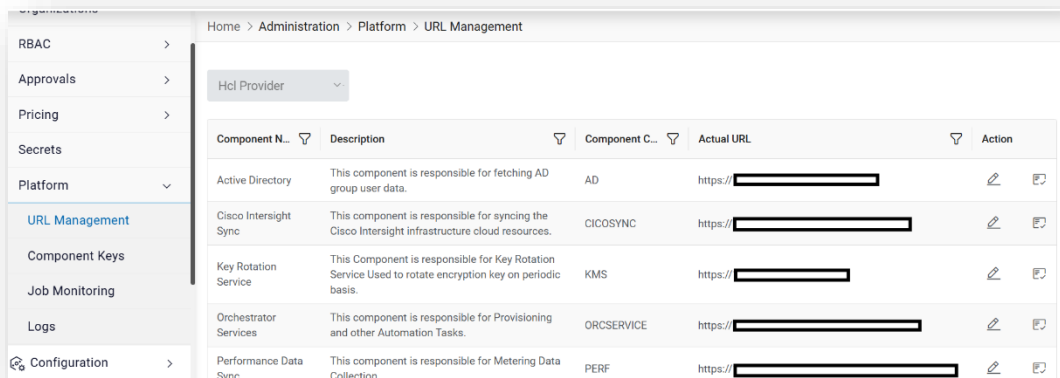 Organizations
RBAC
Approvals
Pricing
Secrets
Platform
URL Management
Component Keys
Job Monitoring
Logs
Configuration
Home > Administration > Platform > URL Management
Hcl Provider
Component N... Description Component C... Actual URL Action
Active Directory
This component is responsible for fetching AD
group user data.
AD
https://
Cisco Intersight
Sync
This component is responsible for syncing the
Cisco Intersight infrastructure cloud resources.
CICOSYNC
https://
Key Rotation
Service
This Component is responsible for Key Rotation
Service Used to rotate encryption key on periodic
basis.
KMS
https://
Orchestrator
Services
This component is responsible for Provisioning
and other Automation Tasks.
ORCSERVICE
https://
Performance Data
Sync
This component is responsible for Metering Data
Collection
PERF
https://